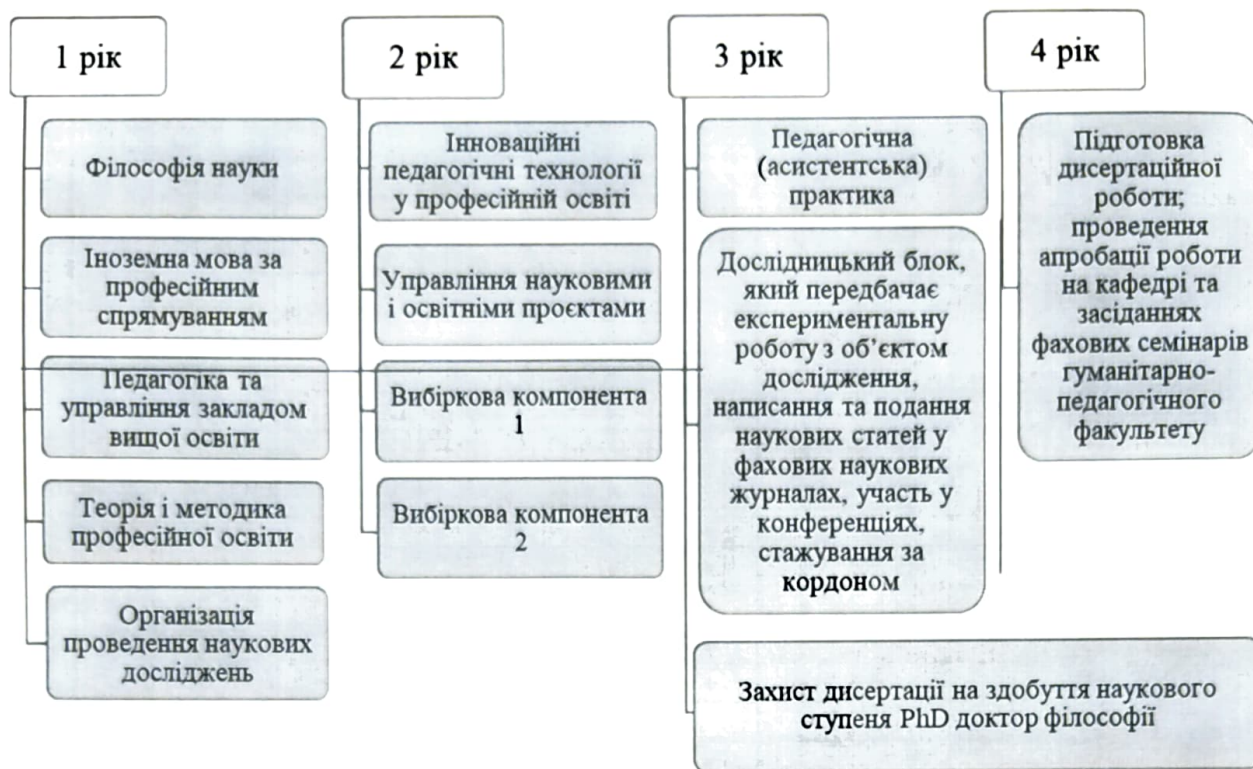 1 рік
Філософія науки
Іноземна мова за
професійним
спрямуванням
Педагогіка та
управління закладом
вищої освіти
Теорія і методика
професійної освіти
Організація
проведення наукових
досліджень
2 рік
Інноваційні
педагогічні технології
у професійній освіті
Управління науковими
і освітніми проєктами
Вибіркова компонента
1
Вибіркова компонента
2
3 рік
Педагогічна
(асистентська)
практика
Дослідницький блок,
який передбачає
експериментальну
роботу з об’єктом
дослідження,
написання та подання
наукових статей у
фахових наукових
журналах, участь у
конференціях,
стажування за
кордоном
Захист дисертації на здобуття наукового
ступеня PhD доктор філософії
4 рік
Підготовка
дисертаційної
роботи;
проведення
апробації роботи
на кафедрі та
засіданнях
фахових семінарів
гуманітарно-
педагогічного
факультету